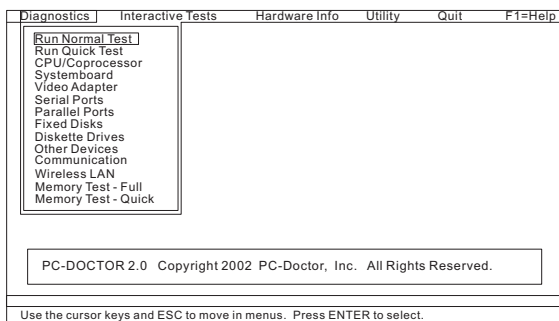 Diagnostics Interactive Tests Hardware Info Utility Quit F1=Help
Run Normal Test
Run Quick Test
CPU/Coprocessor
Systemboard
Video Adapter
Serial Ports
Parallel Ports
Fixed Disks
Diskette Drives
Other Devices
Communication
Wireless LAN
Memory Test - Full
Memory Test - Quick
PC-DOCTOR 2.0 Copyright 2002 PC-Doctor, Inc. All Rights Reserved.
Use the cursor keys and ESC to move in menus. Press ENTER to select.